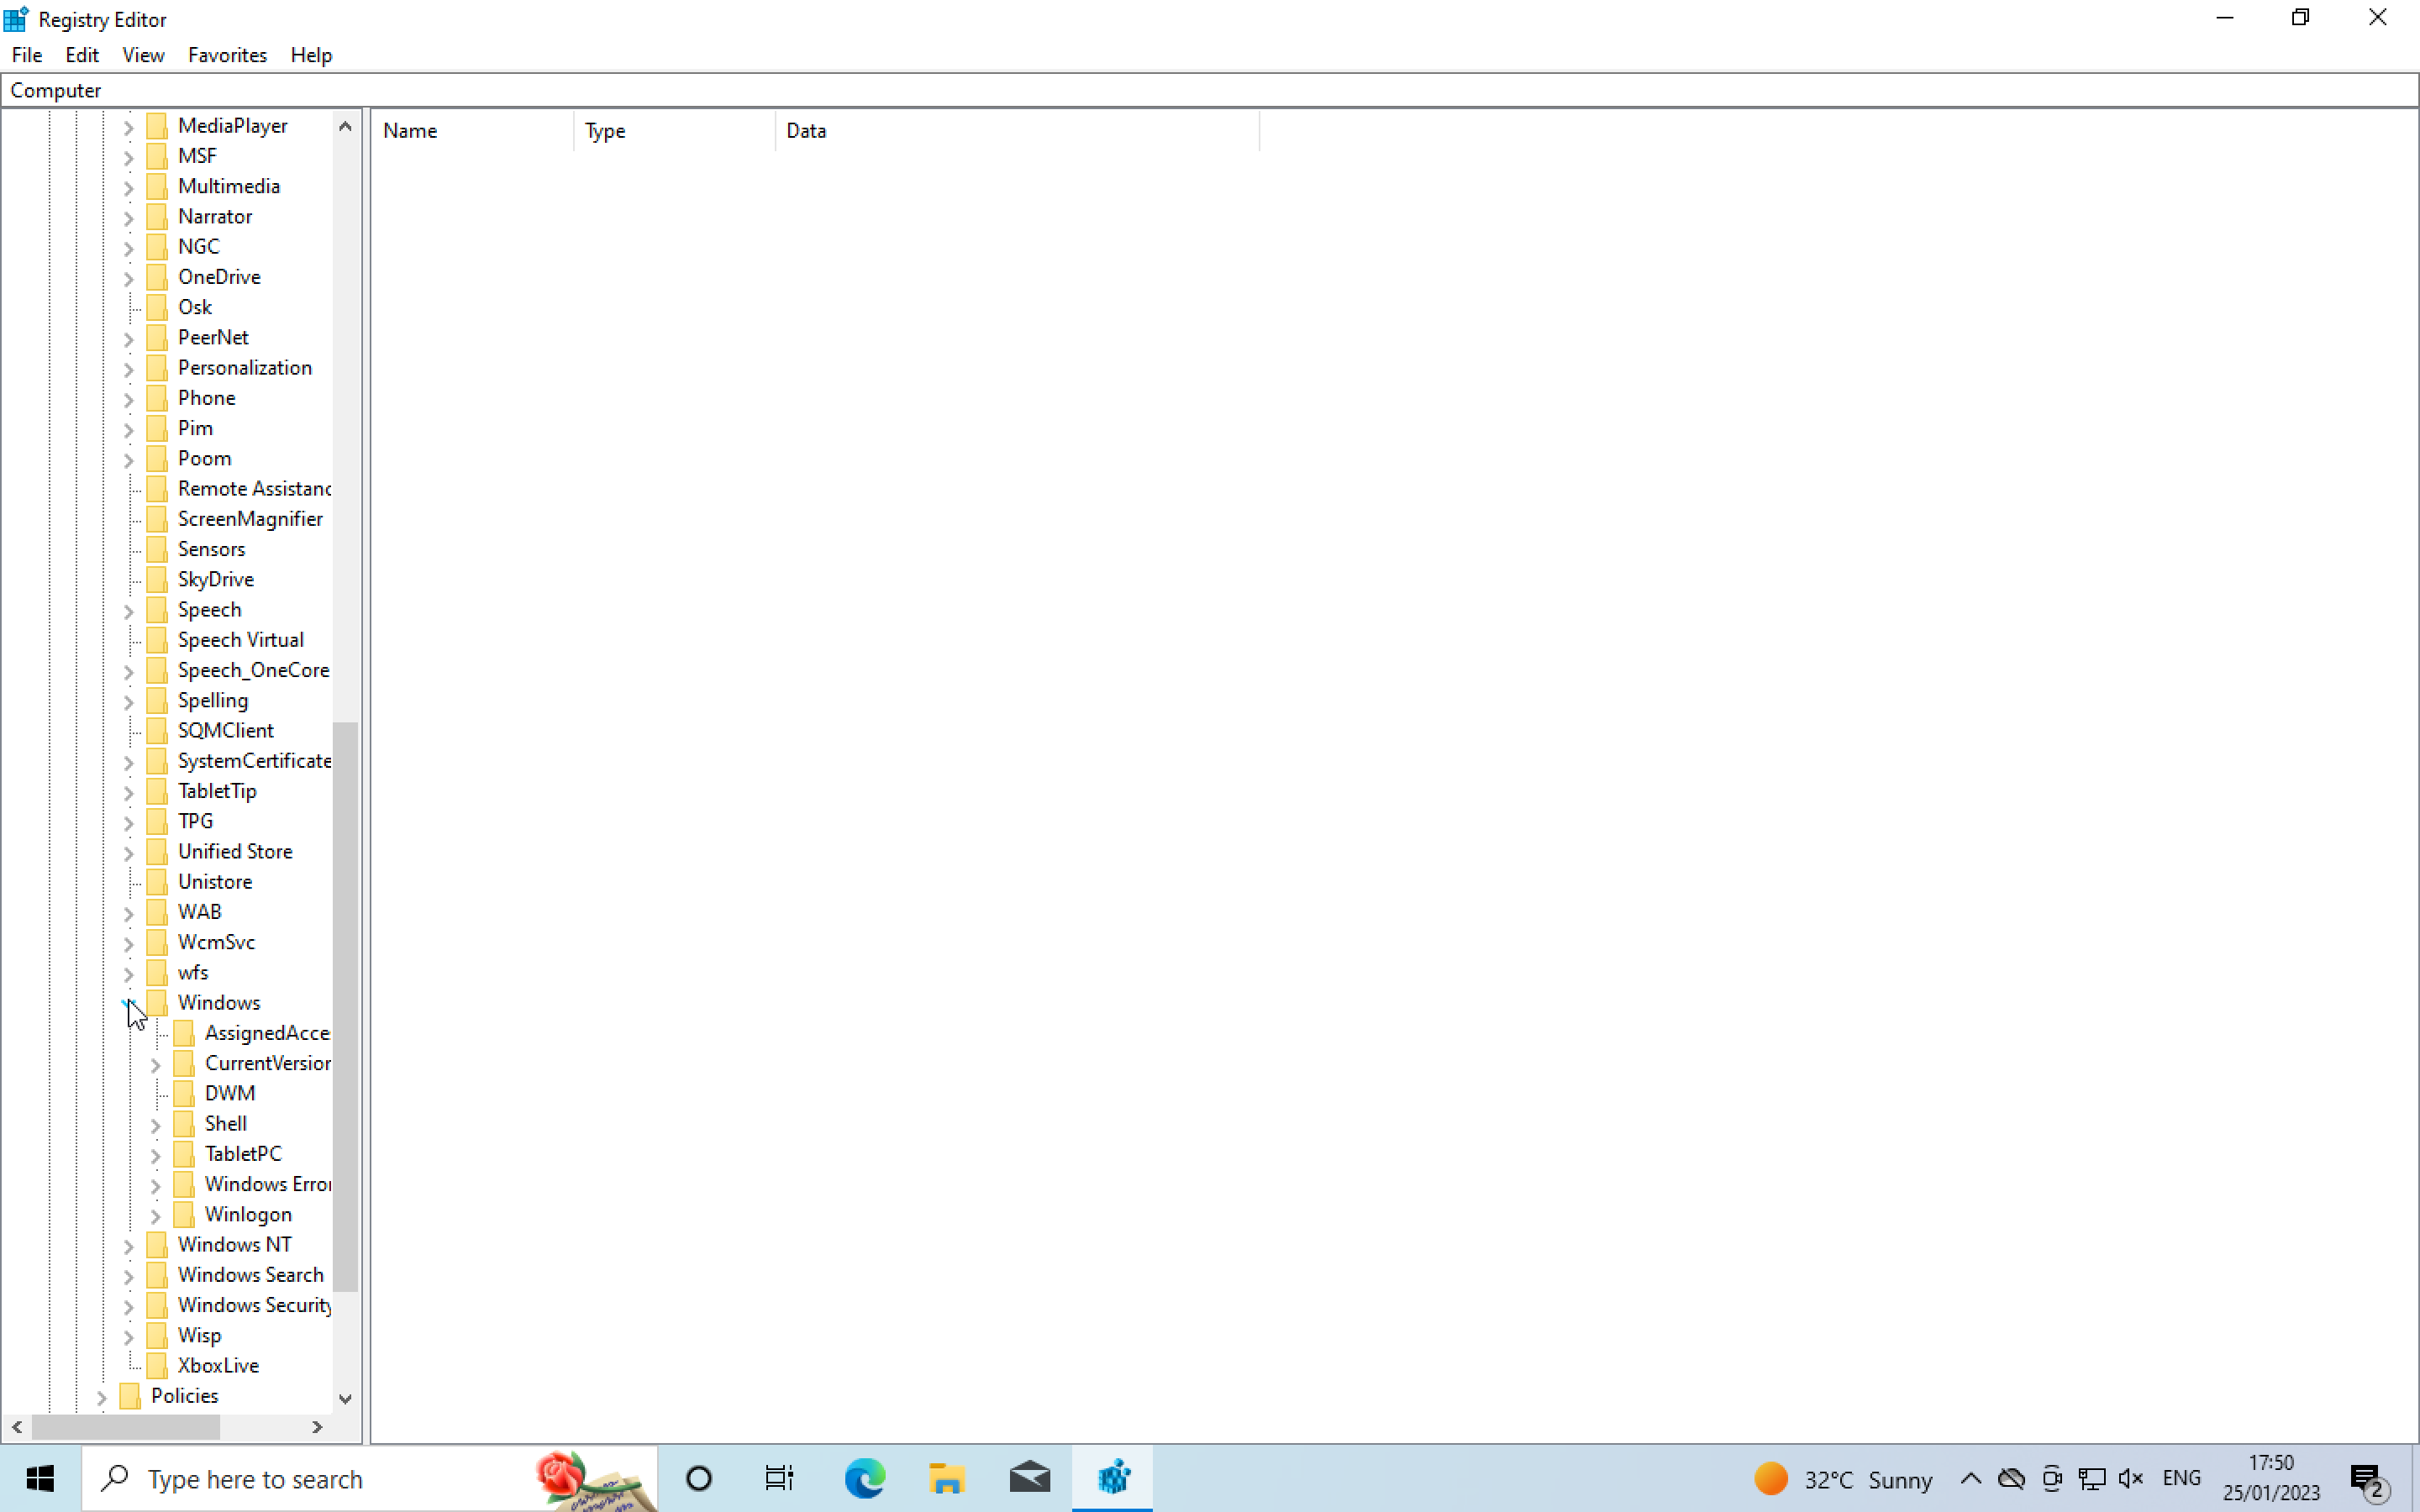 Registry Editor
File Edit View Favorites Help
Computer
Name Type Data
MediaPlayer
MSF
Multimedia
Narrator
NGC
OneDrive
Osk
PeerNet
Personalization
Phone
Pim
Poom
Remote Assistanc
ScreenMagnifier
Sensors
SkyDrive
Speech
Speech Virtual
Speech_OneCore
Spelling
SQMClient
SystemCertificate
TabletTip
TPG
Unified Store
Unistore
WAB
WcmSvc
wfs
Windows
AssignedAcce
CurrentVersion
DWM
Shell
TabletPC
Windows Error
Winlogon
Windows NT
Windows Search
Windows Security
Wisp
XboxLive
Policies
Type here to search
32°C Sunny
ENG
17:50
25/01/2023
2